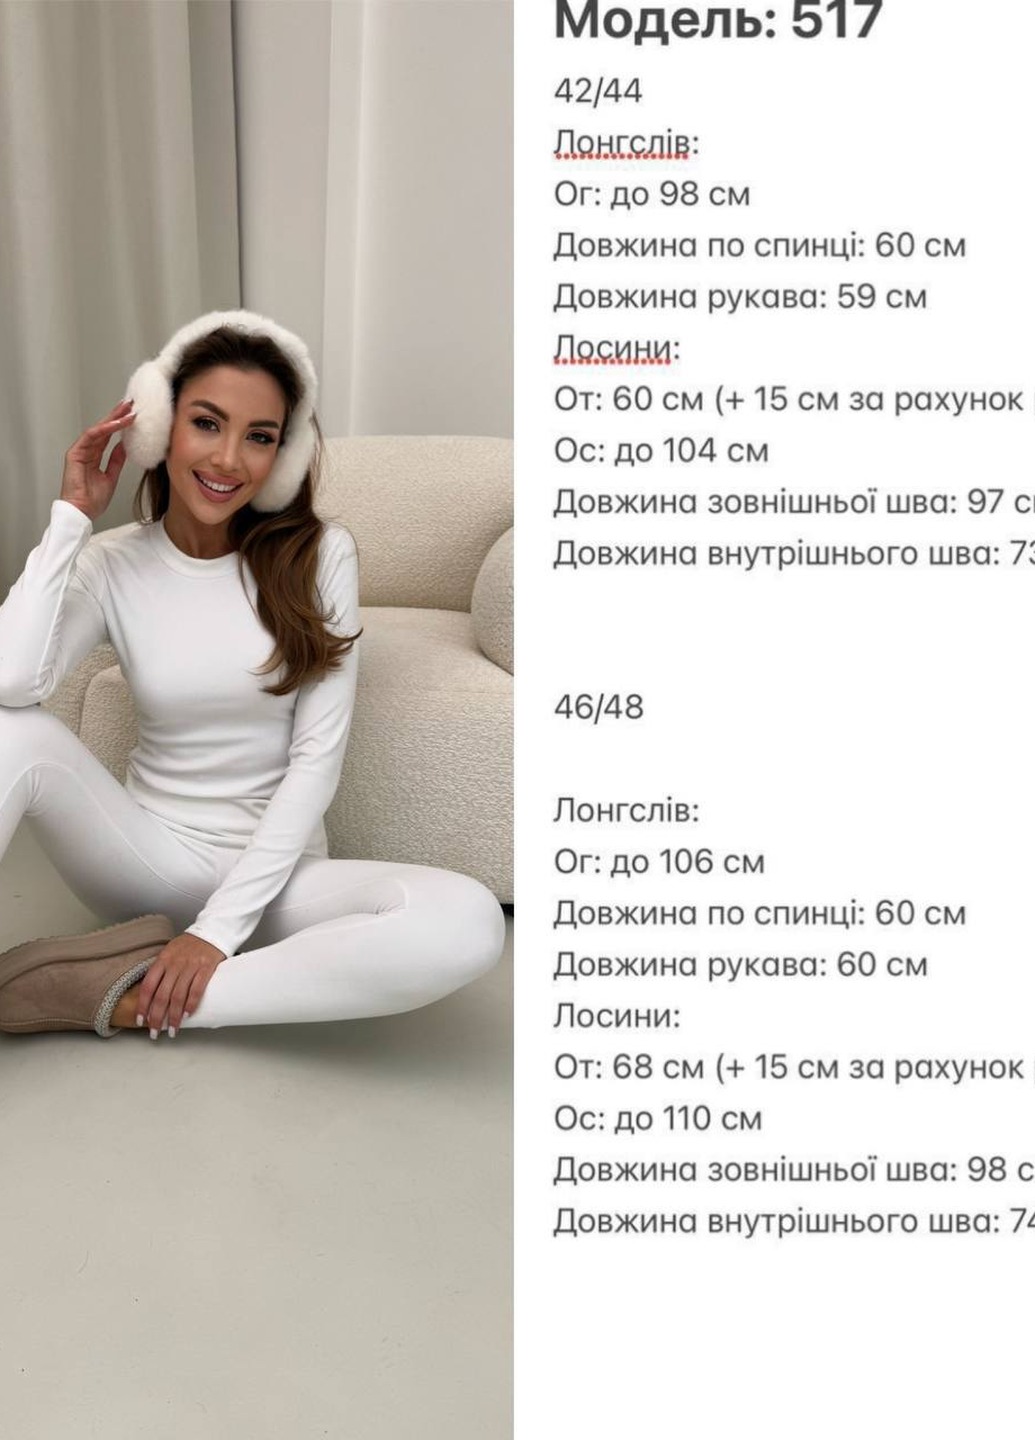 Модель: 517
42/44
Лонгслів:
Ог: до 98 см
Довжина по спинці: 60 см
Довжина рукава: 59 см
Лосини:
От: 60 см (+ 15 см за рахунок
Ос: до 104 см
Довжина зовнішньої шва: 97
Довжина внутрішнього шва: 73
46/48
Лонгслів:
Ог: до 106 см
Довжина по спинці: 60 см
Довжина рукава: 60 см
Лосини:
От: 68 см (+ 15 см за рахунок
Ос: до 110 см
Довжина зовнішньої шва: 98
Довжина внутрішнього шва: 74